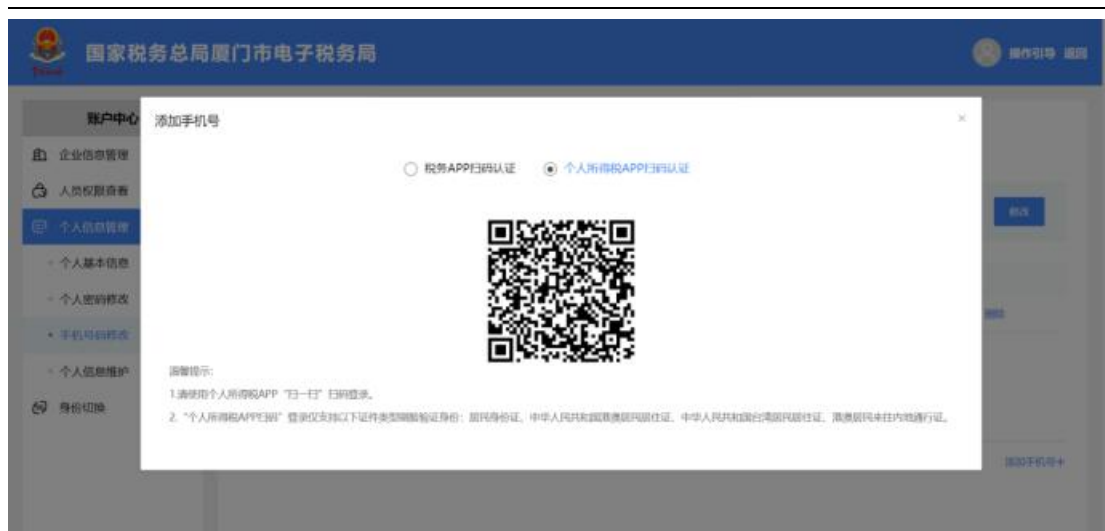 国家税务总局厦门市电子税务局
操作引导 返回
账户中心
添加手机号
×
企业信息管理
税务APP扫码认证
个人所得税APP扫码认证
人员权限查看
个人信息管理
修改
个人基本信息
个人密码修改
删除
手机号码修改
个人信息维护
温馨提示:
1.请使用个人所得税APP "扫一扫" 扫码登录。
身份切换
2. "个人所得税APP扫码" 登录仅支持以下证件类型刷脸验证身份: 居民身份证、中华人民共和国港澳居民居住证、中华人民共和国台湾居民居住证、港澳居民来往内地通行证。
添加手机号+